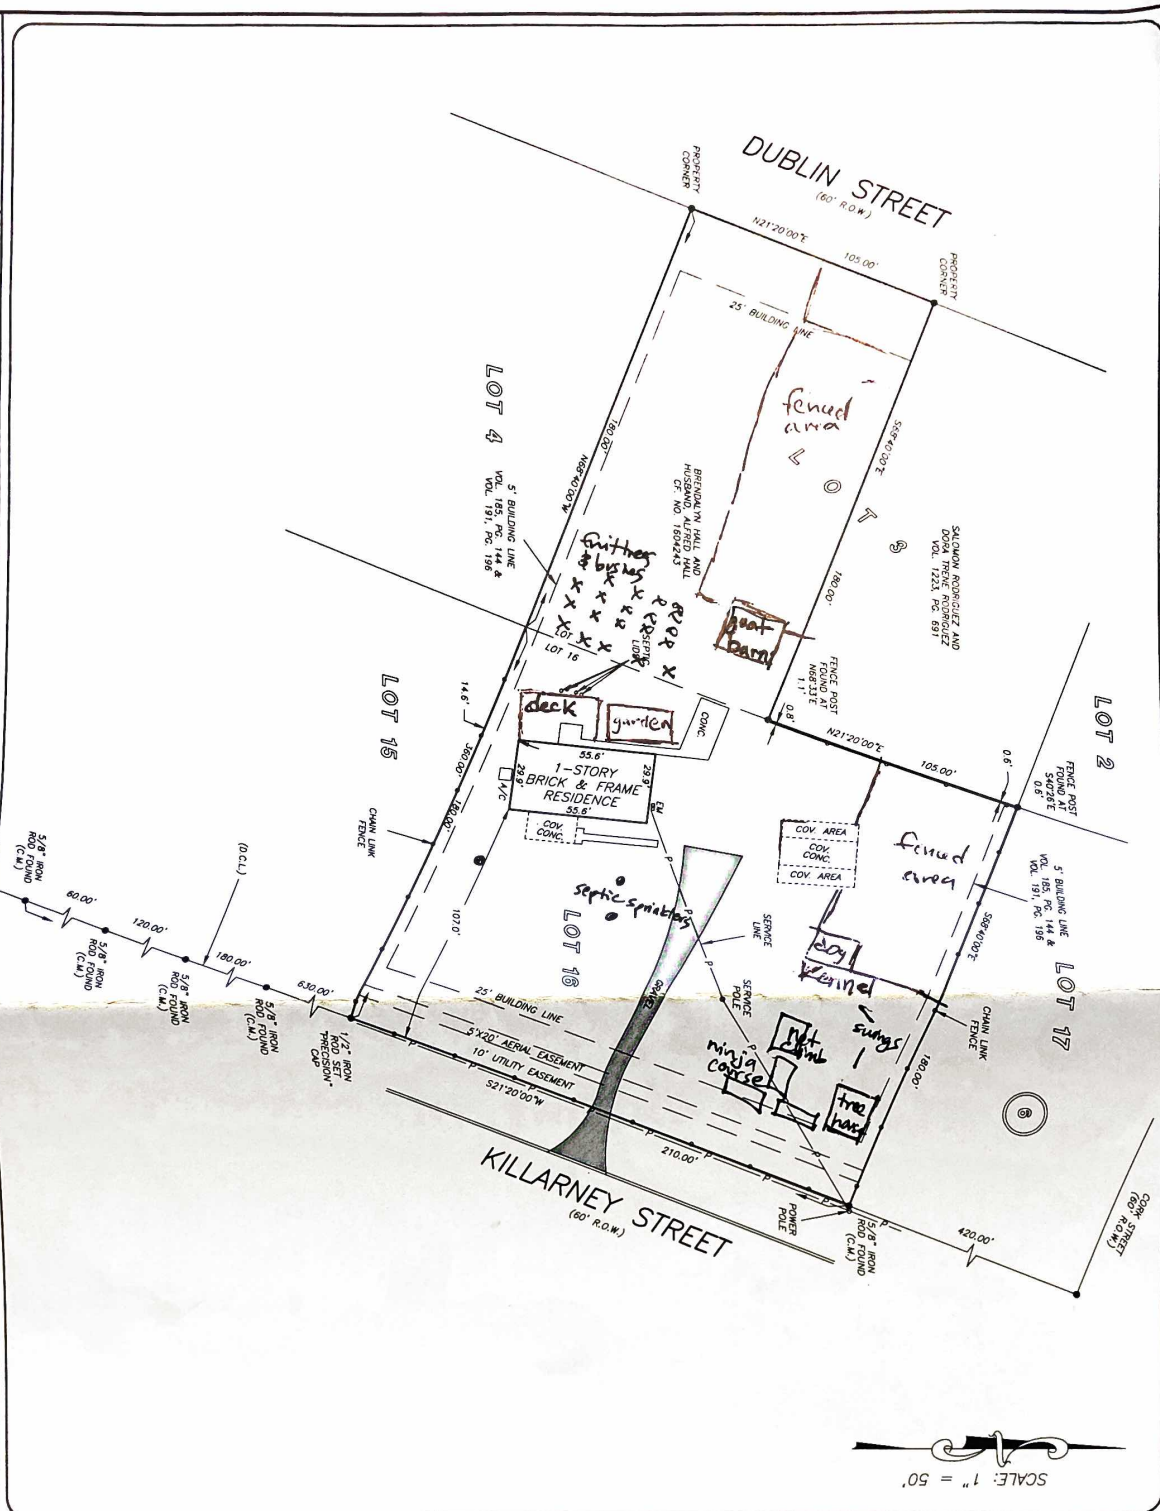 DUBLIN STREET
(60' R.O.W.)
PROPERTY
CORNER
N21°20'00"E
105.00'
PROPERTY
CORNER
25' BUILDING LINE
fenced
area
LOT 3
S68°40'00"E
180.00'
LOT 4
180.00'
N68°40'00"W
5' BUILDING LINE
VOL. 185, PG. 144 &
VOL. 191, PG. 196
BRENDALYN HALL AND
HUSBAND, ALFRED HALL
CF. NO. 1604243
SALOMON RODRIGUEZ AND
DORA TRENE RODRIGUEZ
VOL. 1223, PG. 691
fruit trees
& bushes
X X X X X
goat
barn
LOT 3
LOT 16
SEPTIC
LIDS
FENCE POST
FOUND AT
N68°33'E
1.1'
0.8'
LOT 2
N21°20'00"E
105.00'
0.6'
FENCE POST
FOUND AT
S40°26'E
0.6'
LOT 15
14.6'
360.00'
180.00'
deck
garden
CONC.
55.6'
29.9'
1-STORY
BRICK & FRAME
RESIDENCE
29.9'
55.6'
A/C
EM
COV.
CONC.
CHAIN LINK
FENCE
COV. AREA
COV.
CONC.
COV. AREA
fenced
area
5' BUILDING LINE
VOL. 185, PG. 144 &
VOL. 191, PG. 196
S68°40'00"E
LOT 17
septic sprinklers
LOT 16
107.0'
SERVICE
LINE
SERVICE
POLE
GRAVEL
dog
kennel
CHAIN LINK
FENCE
180.00'
swings
net
climb
ninja
course
tree
house
25' BUILDING LINE
5'X20' AERIAL EASEMENT
10' UTILITY EASEMENT
S21°20'00"W
210.00'
5/8" IRON
ROD FOUND
(C.M.)
60.00'
5/8" IRON
ROD FOUND
(C.M.)
120.00'
5/8" IRON
ROD FOUND
(C.M.)
(D.C.L.)
180.00'
5/8" IRON
ROD FOUND
(C.M.)
630.00'
1/2" IRON
ROD SET
"PRECISION"
CAP
KILLARNEY STREET
(60' R.O.W.)
POWER
POLE
5/8" IRON
ROD FOUND
(C.M.)
420.00'
CORK STREET
(60' R.O.W.)
SCALE: 1" = 50'